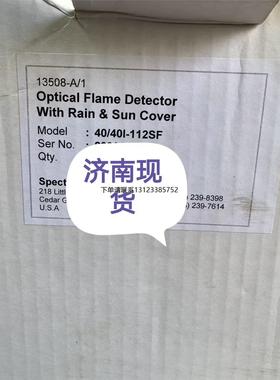 13508-A/1
Optical Flame Detector
With Rain & Sun Cover
Model : 40/40I-112SF
Ser No. :
Qty.
Spect
218 Littl
Cedar G
U.S.A
) 239-8398
) 239-7614
济南现
货
下单请联系13123385752